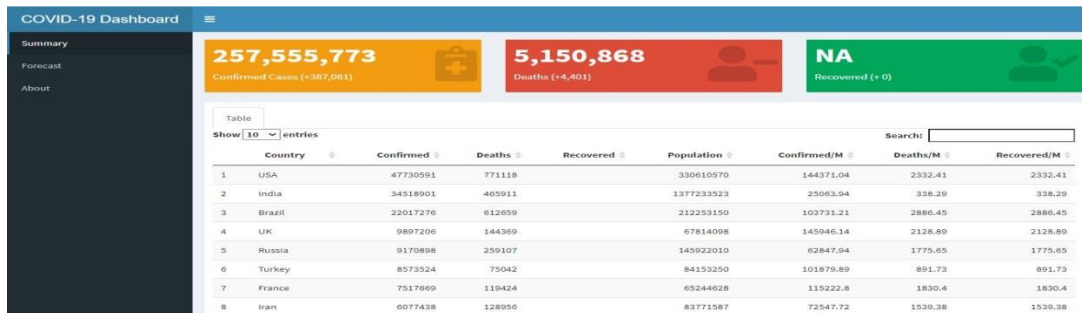 COVID-19 Dashboard
Summary
Forecast
About
257,555,773
Confirmed Cases (+387,081)
5,150,868
Deaths (+4,401)
NA
Recovered (+ 0)
Table
Show 10 entries
Search:
Country Confirmed Deaths Recovered Population Confirmed/M Deaths/M Recovered/M
1 USA 47730591 771118 330610570 144371.04 2332.41 2332.41
2 India 34518901 465911 1377233523 25063.94 338.29 338.29
3 Brazil 22017276 612659 212253150 103731.21 2886.45 2886.45
4 UK 9897206 144369 67814098 145946.14 2128.89 2128.89
5 Russia 9170898 259107 145922010 62847.94 1775.65 1775.65
6 Turkey 8573524 75042 84153250 101879.89 891.73 891.73
7 France 7517669 119424 65244628 115222.8 1830.4 1830.4
8 Iran 6077438 128956 83771587 72547.72 1539.38 1539.38